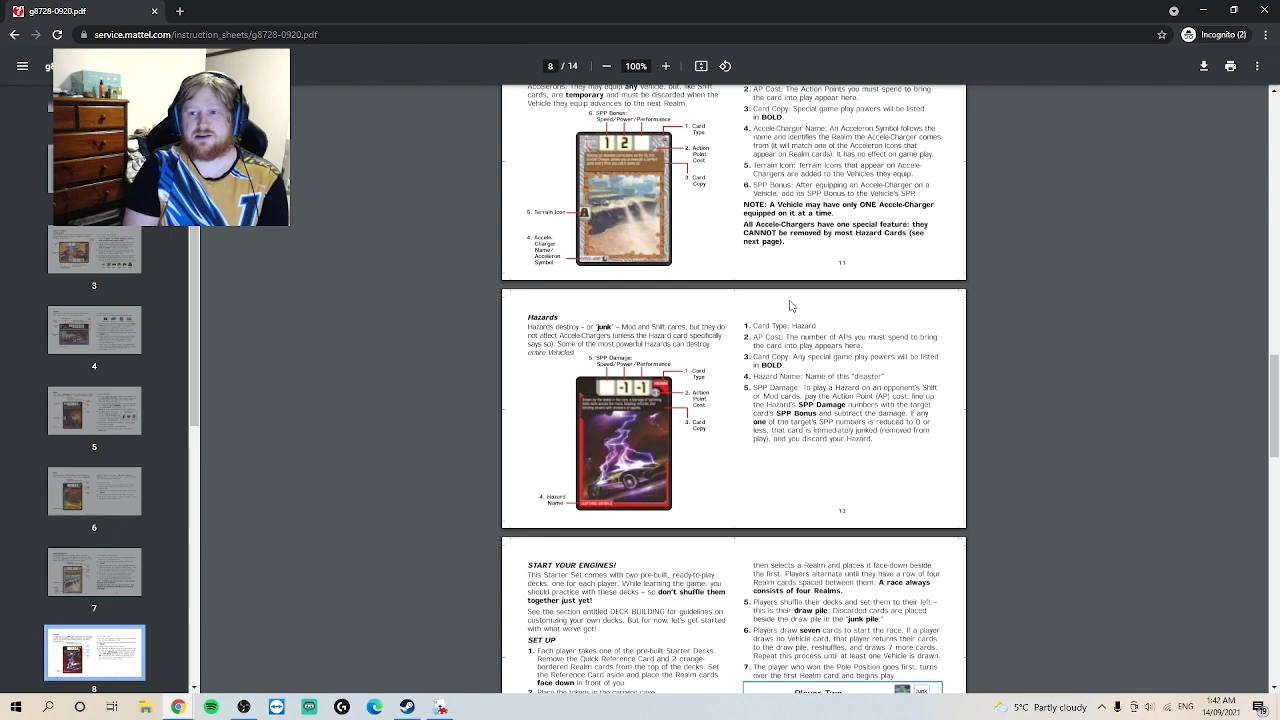 g8728-0920.pdf
service.mattel.com/instruction_sheets/g8728-0920.pdf
Incognito (2)
8 / 14
100%
3
4
5
6
7
8
Accelerons. They may equip any Vehicle, but, like Shift
cards, are temporary and must be discarded when the
Vehicle they equip advances to the next Realm.
6. SPP Bonus:
Speed/Power/Performance
1. Card
Type
2. Action
Point
Cost
3. Card
Copy
5. Terrain Icon
4. Accele-
Charger
Name/
Acceleron
Symbol
1 2
2. AP Cost: The Action Points you must spend to bring
the card into play appear here.
3. Card Copy: Special game play powers will be listed
in BOLD.
4. Accele-Charger Name: An Acceleron Symbol follows the
name and identifies the Realm the Accele-Charger comes
from (it will match one of the Acceleron Icons that
appear on Realm cards). It has no effect on game play.
5. Terrain Icon: Terrain Icons that appear on Accele-
Chargers are added to the Vehicles they equip.
6. SPP Bonus: After equipping an Accele-Charger on a
Vehicle, add its SPP Bonus to the Vehicle's SPP.
NOTE: A Vehicle may have only ONE Accele-Charger
equipped on it at a time.
All Accele-Chargers have one special feature: they
CANNOT be removed by most Hazard Cards (see
next page).
11
Hazards
Hazards destroy – or "junk" – Mod and Shift cards, but they do
not affect Accele-Chargers (unless the Hazard card specifically
says so). Some of the most powerful Hazards can destroy
entire Vehicles!
5. SPP Damage:
Speed/Power/Performance
1. Card
Type
2. Action
Point
Cost
3. Card
Copy
4. Hazard
Name
-1 -1
HAZARD
1. Card Type: Hazard
2. AP Cost: The number of APs you must spend to bring
the card into play appears here.
3. Card Copy: Any special game play powers will be listed
in BOLD.
4. Hazard Name: Name of this "disaster"
5. SPP Damage: To play a Hazard on an opponent's Shift
or Mod cards, pay the Action Point (AP) cost, line up
the Hazard's SPP Damage numbers with the target
card's SPP Bonus and subtract the damage. If any
one of the target's SPP numbers is reduced to 0 or
less, that card is immediately junked (removed from
play), and you discard your Hazard.
13
START YOUR ENGINES!
This Starter Set comes with two pre-built, ready-to-play
decks, one for each player. While learning the game, you
should practice with these decks – so don't shuffle them
together just yet!
See the section entitled DECK BUILDING for guidelines on
customizing your own decks. But for now, let's get started
with what we've got!
SET UP
1. Each player takes one of the pre-built Starter Decks.
Remove the Quick Reference Card and 2 orange-
bordered Realm cards from the top of the decks. Set
the Reference Card aside and place the Realm cards
face down in front of you.
2. Place the tokens in the carrying case
then selects a Realm and places it face-down beside
the first. Players alternate until they have a row of four
Realm cards spaced between them. A race always
consists of four Realms.
5. Players shuffle their decks and set them to their left –
this is their draw pile. Discarded cards are placed
beside the draw pile in the "junk pile."
6. Players draw seven cards to start the race. If a player
draws no Vehicle card, that player returns their cards
to the draw pile, reshuffles, and draws 7 more cards.
Repeat this process until at least one Vehicle is drawn.
7. The player who won the Pole Position goes first, turns
over the first Realm card and begins play.
Player Two
Junk
5°C Partly cloudy
ENG
1:42 AM
14/09/2021